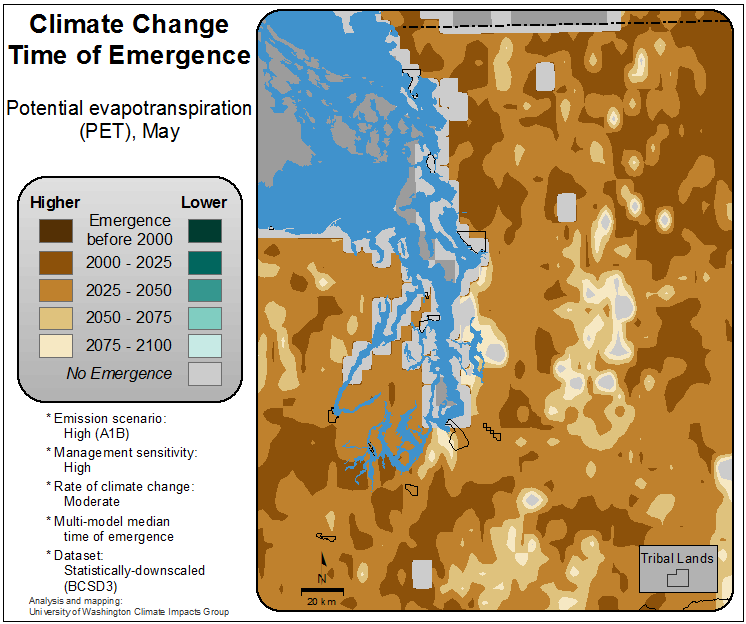 Climate Change
Time of Emergence
Potential evapotranspiration
(PET), May
Higher Lower
Emergence
before 2000
2000 - 2025
2025 - 2050
2050 - 2075
2075 - 2100
No Emergence
* Emission scenario:
High (A1B)
* Management sensitivity:
High
* Rate of climate change:
Moderate
* Multi-model median
time of emergence
* Dataset:
Statistically-downscaled
(BCSD3)
Analysis and mapping:
University of Washington Climate Impacts Group
N
20 km
Tribal Lands